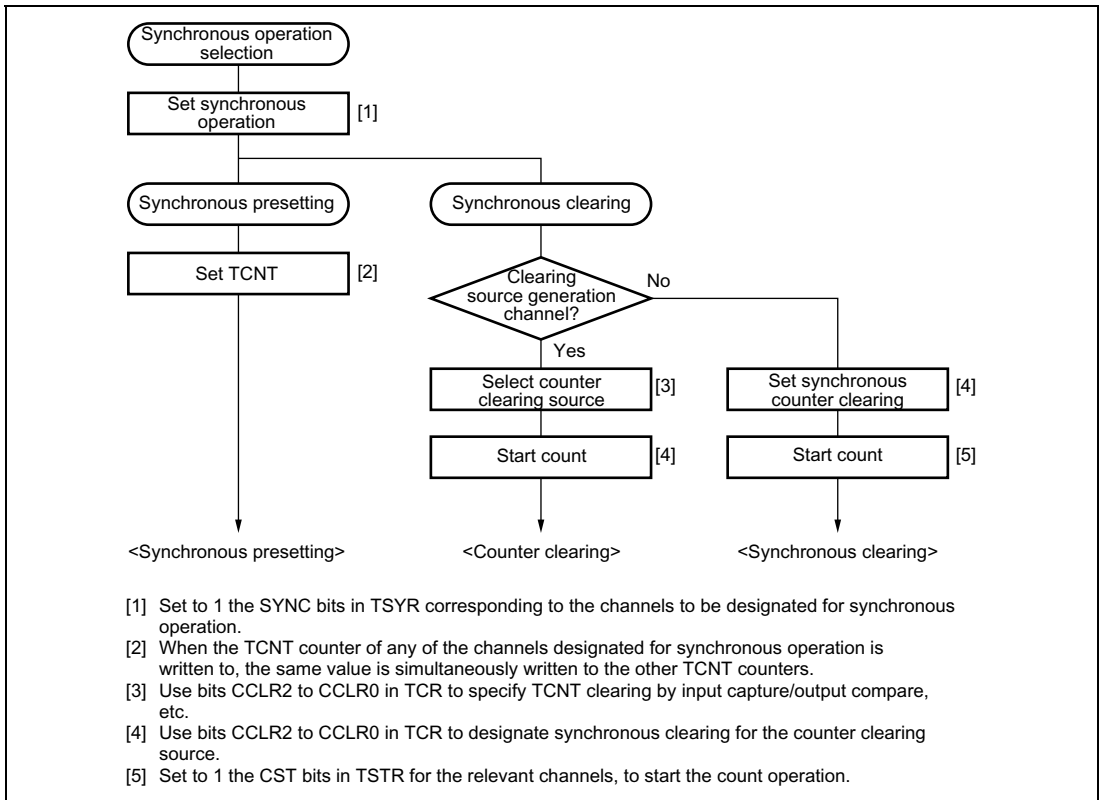 Synchronous operation
selection
Set synchronous
operation
[1]
Synchronous presetting
Synchronous clearing
Set TCNT
[2]
Clearing
source generation
channel?
No
Yes
Select counter
clearing source
[3]
Set synchronous
counter clearing
[4]
Start count
[4]
Start count
[5]
<Synchronous presetting>
<Counter clearing>
<Synchronous clearing>
[1] Set to 1 the SYNC bits in TSYR corresponding to the channels to be designated for synchronous
operation.
[2] When the TCNT counter of any of the channels designated for synchronous operation is
written to, the same value is simultaneously written to the other TCNT counters.
[3] Use bits CCLR2 to CCLR0 in TCR to specify TCNT clearing by input capture/output compare,
etc.
[4] Use bits CCLR2 to CCLR0 in TCR to designate synchronous clearing for the counter clearing
source.
[5] Set to 1 the CST bits in TSTR for the relevant channels, to start the count operation.